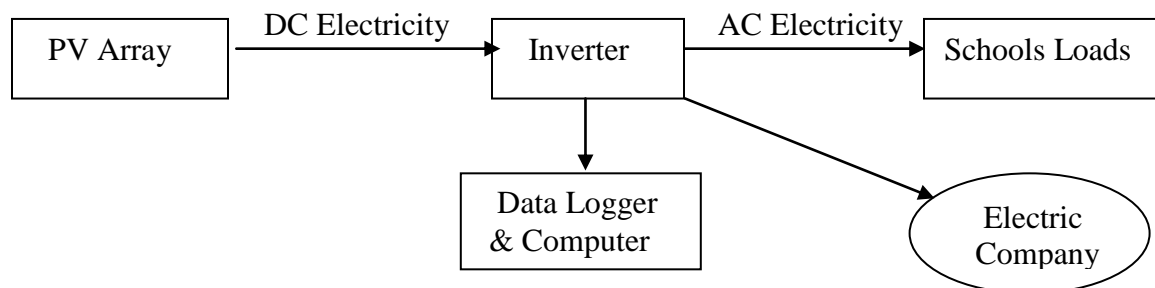 PV Array
DC Electricity
Inverter
AC Electricity
Schools Loads
Data Logger
& Computer
Electric
Company